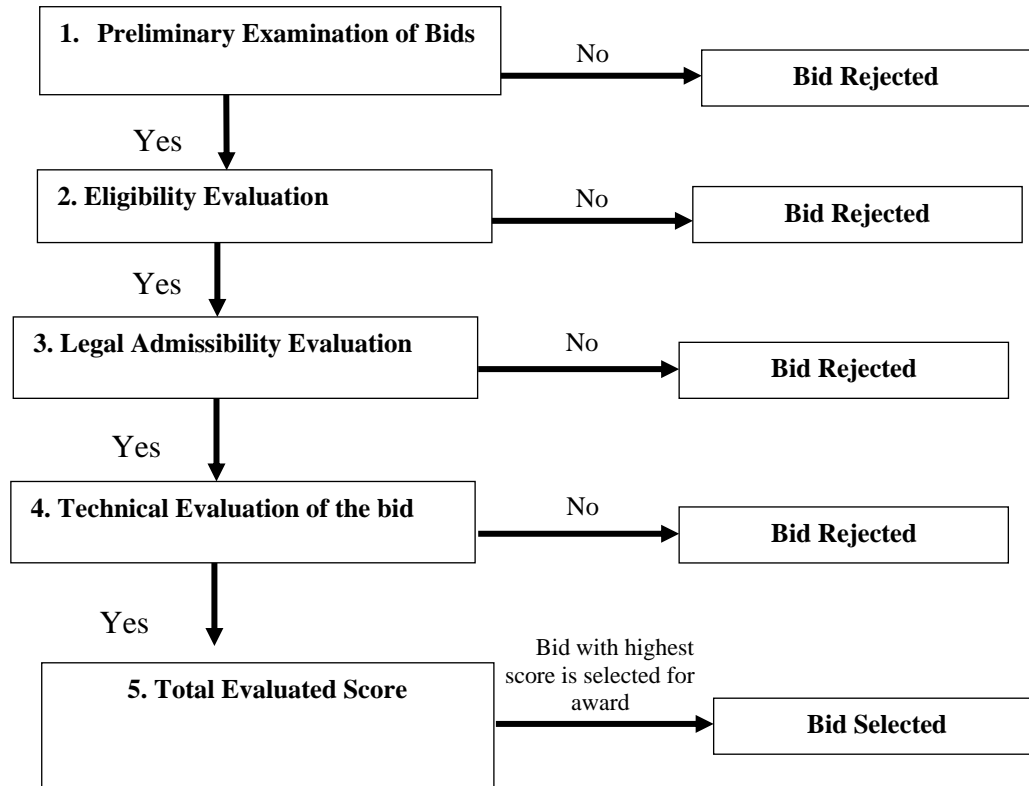 1. Preliminary Examination of Bids
No
Bid Rejected
Yes
2. Eligibility Evaluation
No
Bid Rejected
Yes
3. Legal Admissibility Evaluation
No
Bid Rejected
Yes
4. Technical Evaluation of the bid
No
Bid Rejected
Yes
5. Total Evaluated Score
Bid with highest
score is selected for
award
Bid Selected